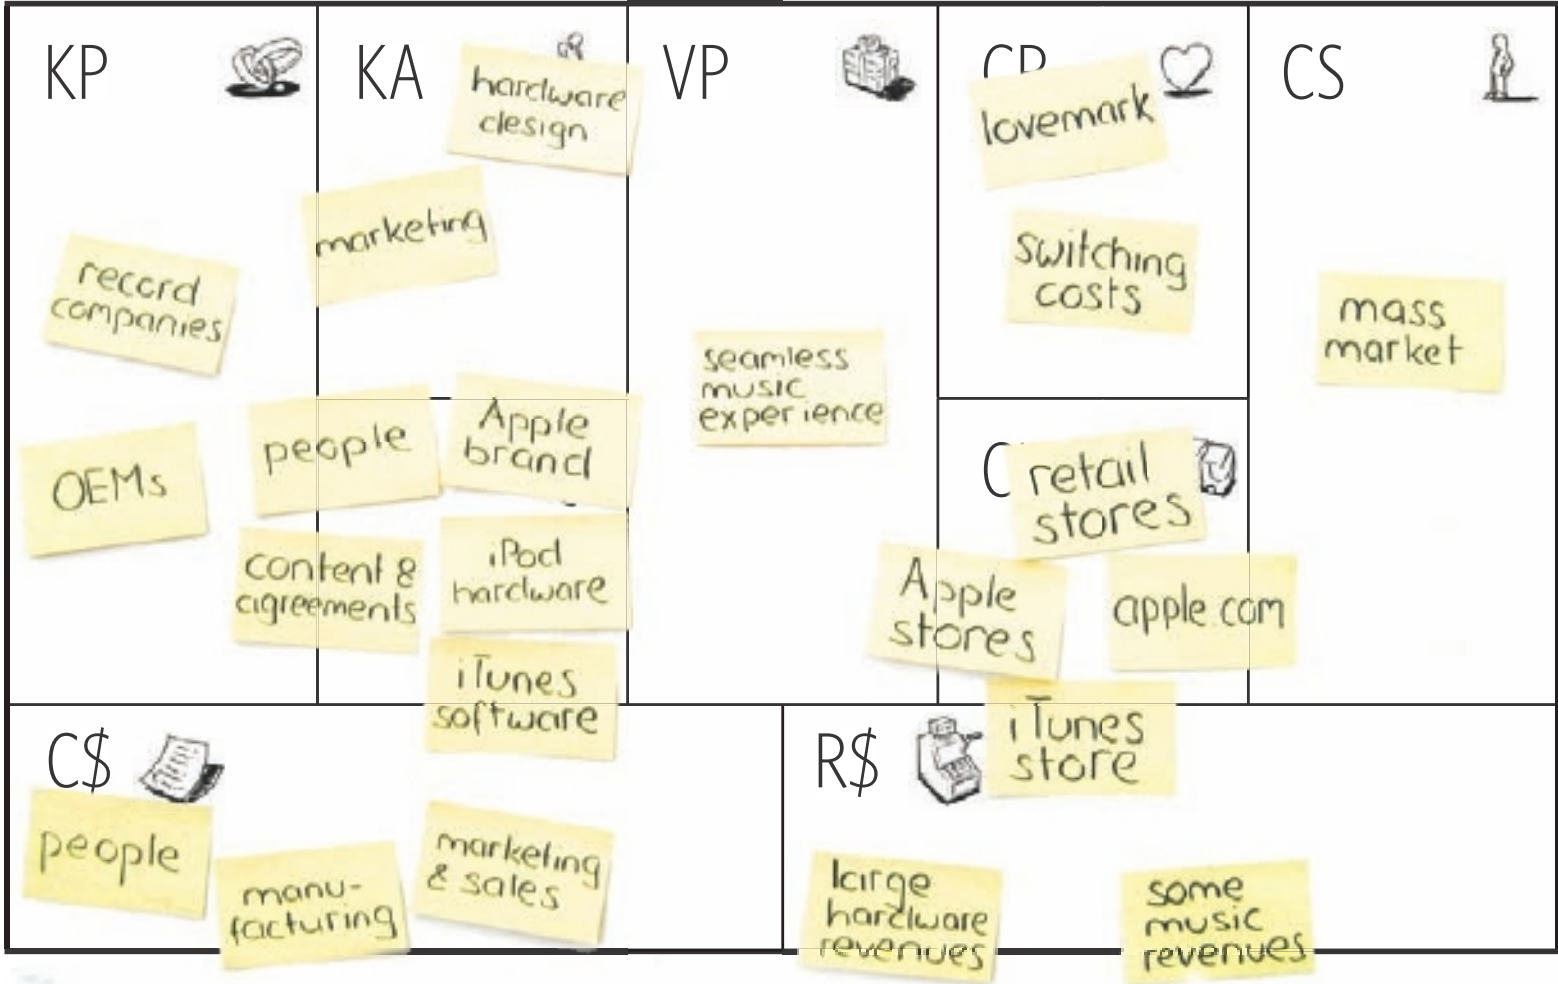 KP
record
companies
OEMs
KA
hardware
design
marketing
people
Apple
brand
content &
agreements
iPod
hardware
iTunes
software
VP
seamless
music
experience
CR
lovemark
switching
costs
C
retail
stores
Apple
stores
apple.com
iTunes
store
CS
mass
market
C$
people
manu-
facturing
marketing
& sales
R$
large
hardware
revenues
some
music
revenues